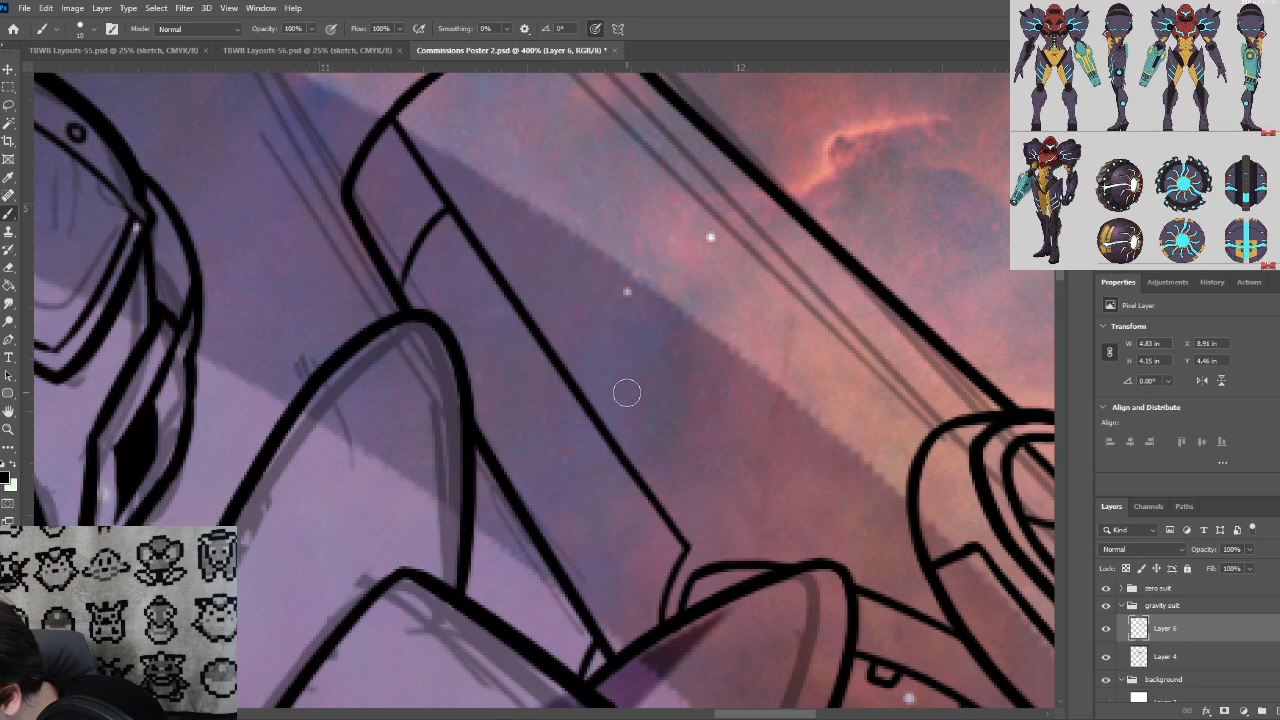 File Edit Image Layer Type Select Filter 3D View Window Help
10 Mode: Normal Opacity: 100% Flow: 100% Smoothing: 0% 0°
TBWB Layouts-55.psd @ 25% (sketch, CMYK/8) × TBWB Layouts-56.psd @ 25% (sketch, CMYK/8) × Commissions Poster 2.psd @ 400% (Layer 6, RGB/8) * ×
11 12
5
Properties Adjustments History Actions
Pixel Layer
Transform
W 4.83 in X 8.91 in
H 4.15 in Y 4.46 in
0.00°
Align and Distribute
Align:
...
Layers Channels Paths
Kind
Normal Opacity: 100%
Lock: Fill: 100%
zero suit
gravity suit
Layer 6
Layer 4
background